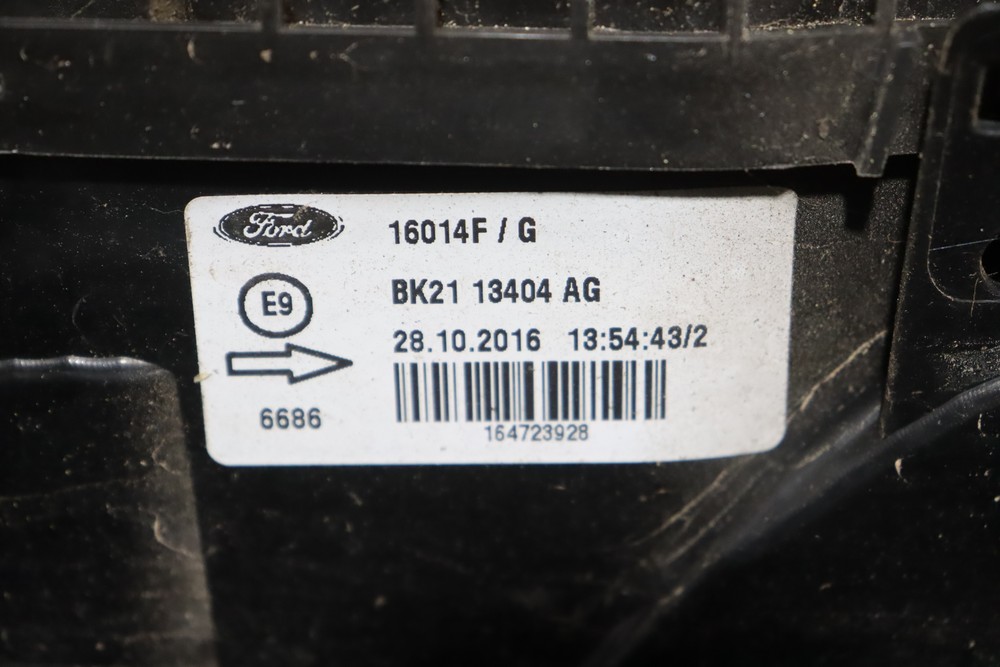 Ford
16014F / G
E9
BK21 13404 AG
28.10.2016 13:54:43/2
6686
164723928